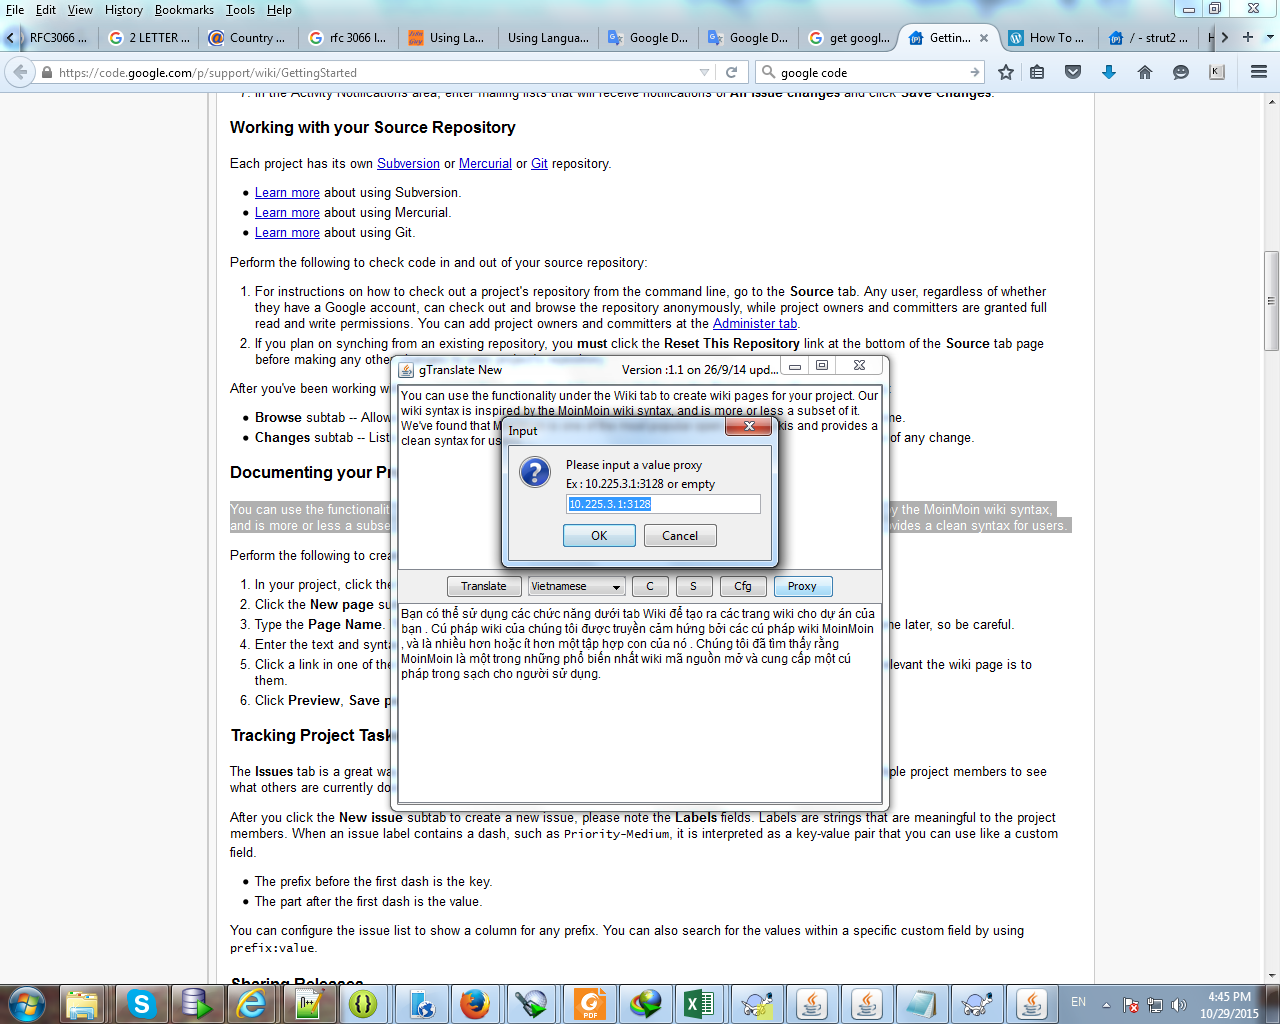 File Edit View History Bookmarks Tools Help
RFC3066 ... 2 LETTER ... Country ... rfc 3066 l... Using La... Using Langua... Google D... Google D... get googl... Gettin... How To ... / - strut2 ...
https://code.google.com/p/support/wiki/GettingStarted google code
7. In the Activity Notifications area, enter mailing lists that will receive notifications of All issue changes and click Save Changes.
Working with your Source Repository
Each project has its own Subversion or Mercurial or Git repository.
Learn more about using Subversion.
Learn more about using Mercurial.
Learn more about using Git.
Perform the following to check code in and out of your source repository:
1. For instructions on how to check out a project's repository from the command line, go to the Source tab. Any user, regardless of whether
they have a Google account, can check out and browse the repository anonymously, while project owners and committers are granted full
read and write permissions. You can add project owners and committers at the Administer tab.
2. If you plan on synching from an existing repository, you must click the Reset This Repository link at the bottom of the Source tab page
before making any othe
After you've been working w
Browse subtab -- Allow ne.
Changes subtab -- List of any change.
Documenting your Pr
You can use the functionalit y the MoinMoin wiki syntax,
and is more or less a subse vides a clean syntax for users.
Perform the following to crea
1. In your project, click the
2. Click the New page su
3. Type the Page Name. ne later, so be careful.
4. Enter the text and synta
5. Click a link in one of the levant the wiki page is to
them.
6. Click Preview, Save p
Tracking Project Task
The Issues tab is a great wa ple project members to see
what others are currently do
After you click the New issue subtab to create a new issue, please note the Labels fields. Labels are strings that are meaningful to the project
members. When an issue label contains a dash, such as Priority-Medium, it is interpreted as a key-value pair that you can use like a custom
field.
The prefix before the first dash is the key.
The part after the first dash is the value.
You can configure the issue list to show a column for any prefix. You can also search for the values within a specific custom field by using
prefix:value.
Sharing Releases
gTranslate New Version :1.1 on 26/9/14 upd...
You can use the functionality under the Wiki tab to create wiki pages for your project. Our
wiki syntax is inspired by the MoinMoin wiki syntax, and is more or less a subset of it.
We've found that M kis and provides a
clean syntax for us
Input
Please input a value proxy
Ex : 10.225.3.1:3128 or empty
10.225.3.1:3128
OK Cancel
Translate Vietnamese C S Cfg Proxy
Bạn có thể sử dụng các chức năng dưới tab Wiki để tạo ra các trang wiki cho dự án của
bạn . Cú pháp wiki của chúng tôi được truyền cảm hứng bởi các cú pháp wiki MoinMoin
, và là nhiều hơn hoặc ít hơn một tập hợp con của nó . Chúng tôi đã tìm thấy rằng
MoinMoin là một trong những phổ biến nhất wiki mã nguồn mở và cung cấp một cú
pháp trong sạch cho người sử dụng.
EN
4:45 PM
10/29/2015